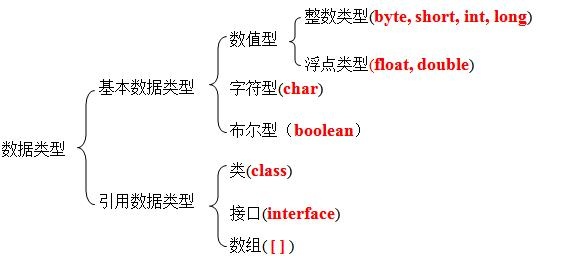 数据类型
基本数据类型
数值型
整数类型(byte, short, int, long)
浮点类型(float, double)
字符型(char)
布尔型（boolean）
引用数据类型
类(class)
接口(interface)
数组([ ] )